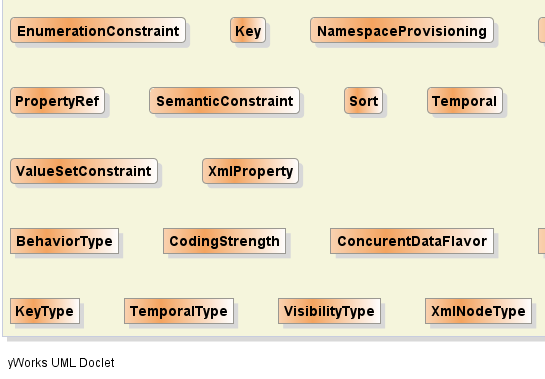 EnumerationConstraint Key NamespaceProvisioning
PropertyRef SemanticConstraint Sort Temporal
ValueSetConstraint XmlProperty
BehaviorType CodingStrength ConcurentDataFlavor
KeyType TemporalType VisibilityType XmlNodeType
yWorks UML Doclet